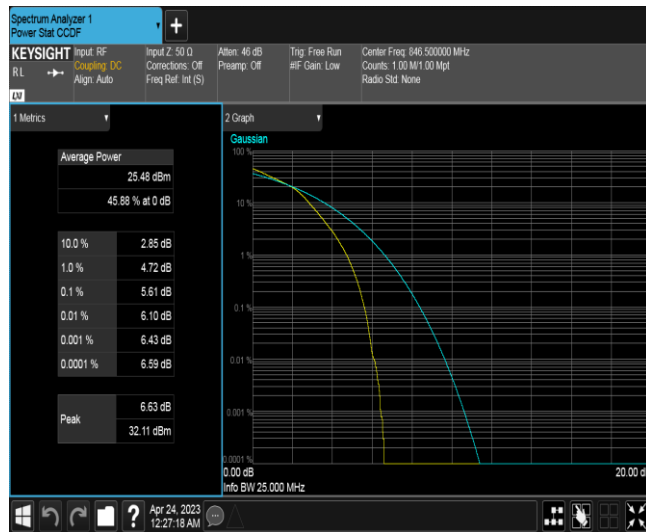 Spectrum Analyzer 1
Power Stat CCDF
KEYSIGHT
RL
LXI
Input: RF
Coupling: DC
Align: Auto
Input Z: 50 Ω
Corrections: Off
Freq Ref: Int (S)
Atten: 46 dB
Preamp: Off
Trig: Free Run
#IF Gain: Low
Center Freq: 846.500000 MHz
Counts: 1.00 M/1.00 Mpt
Radio Std: None
1 Metrics
Average Power
25.48 dBm
45.88 % at 0 dB
10.0 % 2.85 dB
1.0 % 4.72 dB
0.1 % 5.61 dB
0.01 % 6.10 dB
0.001 % 6.43 dB
0.0001 % 6.59 dB
Peak
6.63 dB
32.11 dBm
2 Graph
Gaussian
100 %
10 %
1 %
0.1 %
0.01 %
0.001 %
0.0001 %
0.00 dB
20.00 d
Info BW 25.000 MHz
Apr 24, 2023
12:27:18 AM